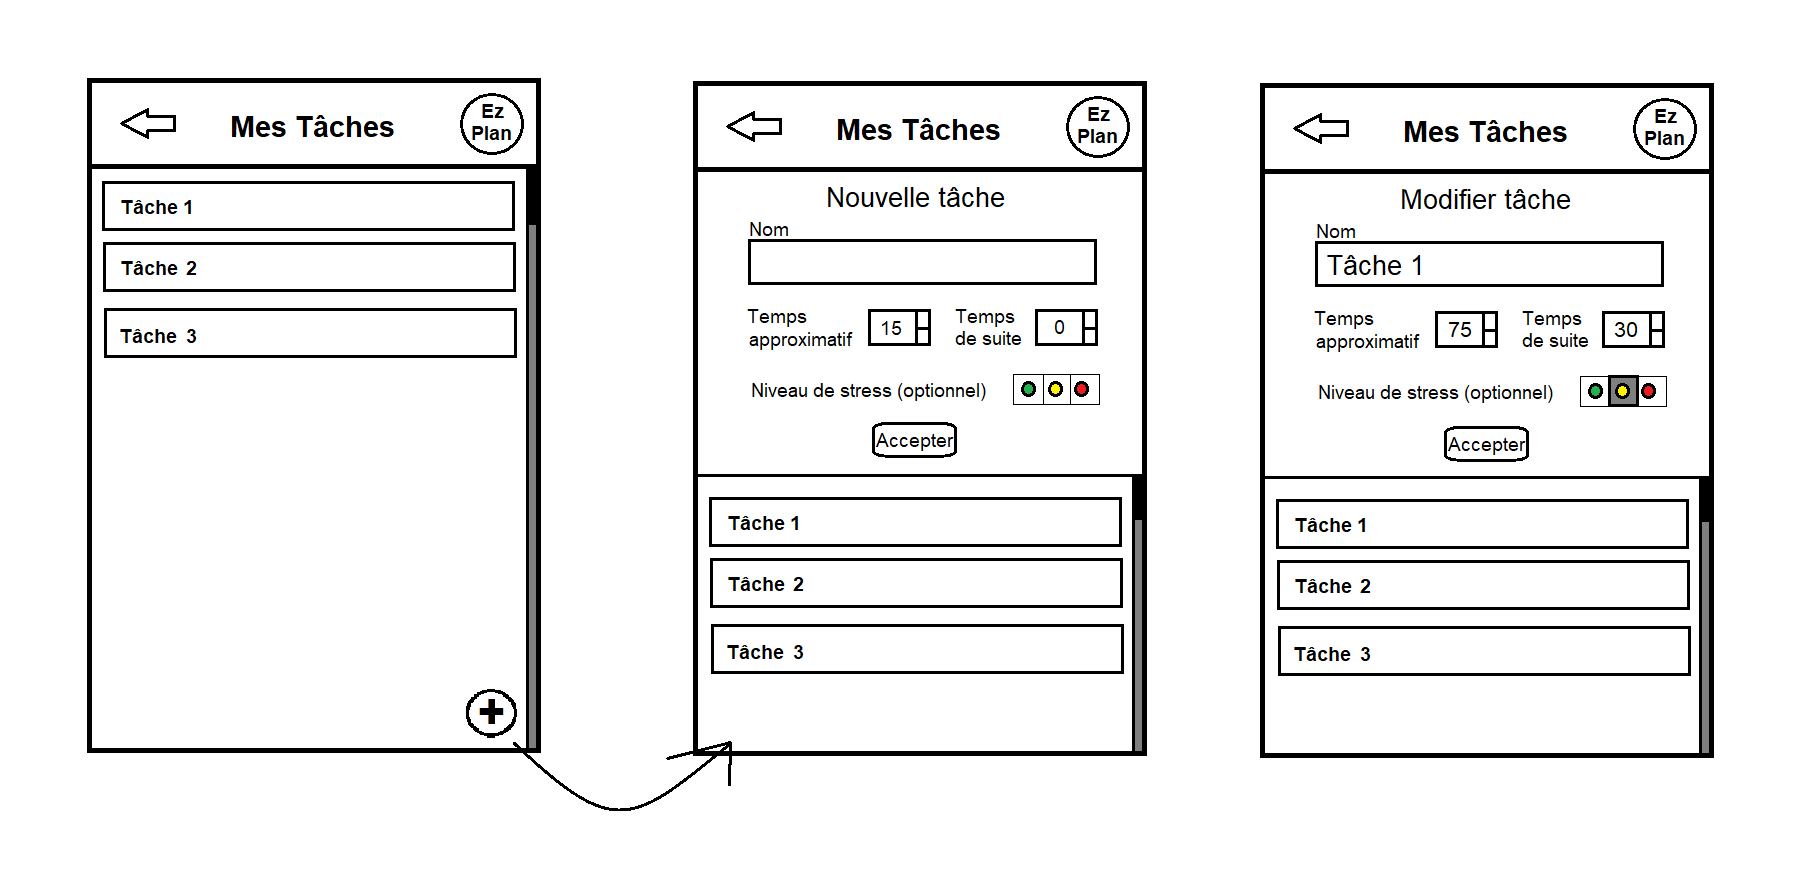 Mes Tâches
Ez
Plan
Tâche 1
Tâche 2
Tâche 3
Mes Tâches
Ez
Plan
Nouvelle tâche
Nom
Temps
approximatif
15
Temps
de suite
0
Niveau de stress (optionnel)
Accepter
Tâche 1
Tâche 2
Tâche 3
Mes Tâches
Ez
Plan
Modifier tâche
Nom
Tâche 1
Temps
approximatif
75
Temps
de suite
30
Niveau de stress (optionnel)
Accepter
Tâche 1
Tâche 2
Tâche 3